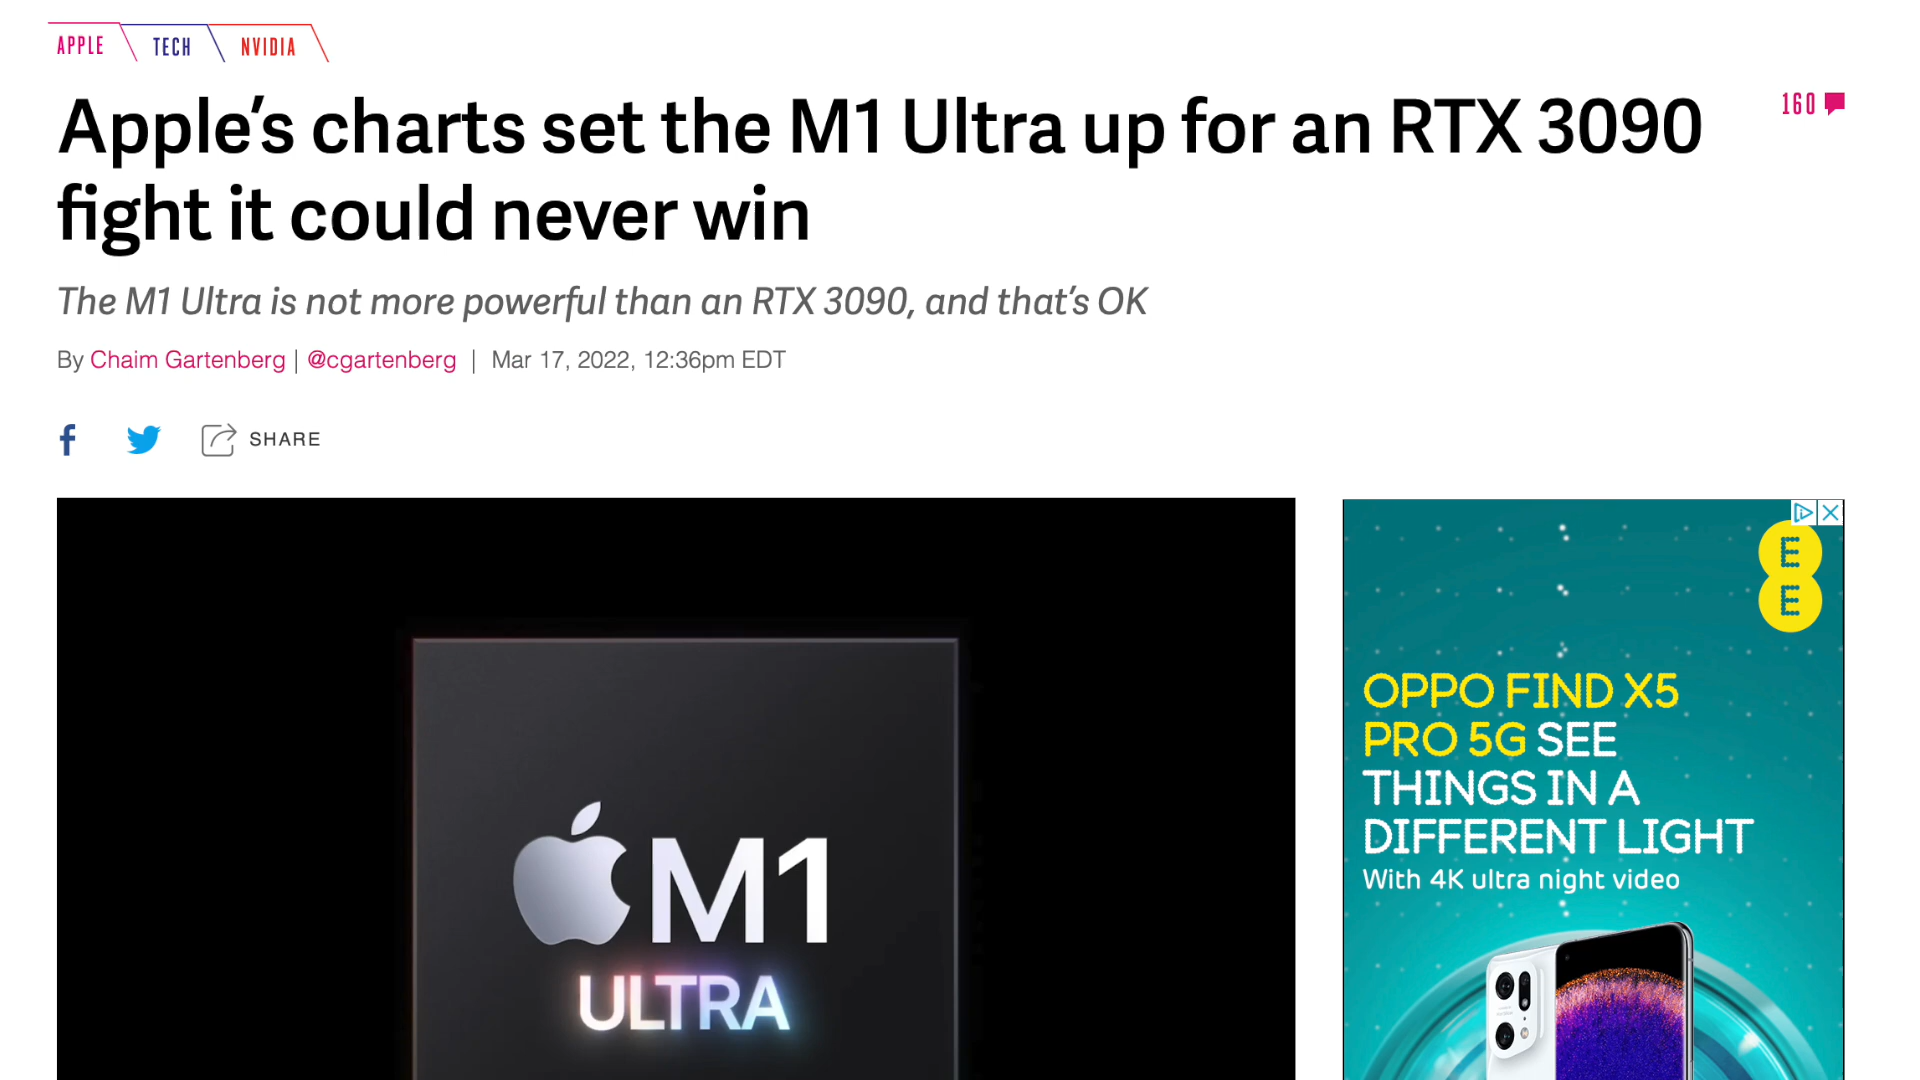 APPLE TECH NVIDIA
Apple's charts set the M1 Ultra up for an RTX 3090
fight it could never win
160
The M1 Ultra is not more powerful than an RTX 3090, and that's OK
By Chaim Gartenberg | @cgartenberg | Mar 17, 2022, 12:36pm EDT
SHARE
M1
ULTRA
E
E
OPPO FIND X5
PRO 5G SEE
THINGS IN A
DIFFERENT LIGHT
With 4K ultra night video